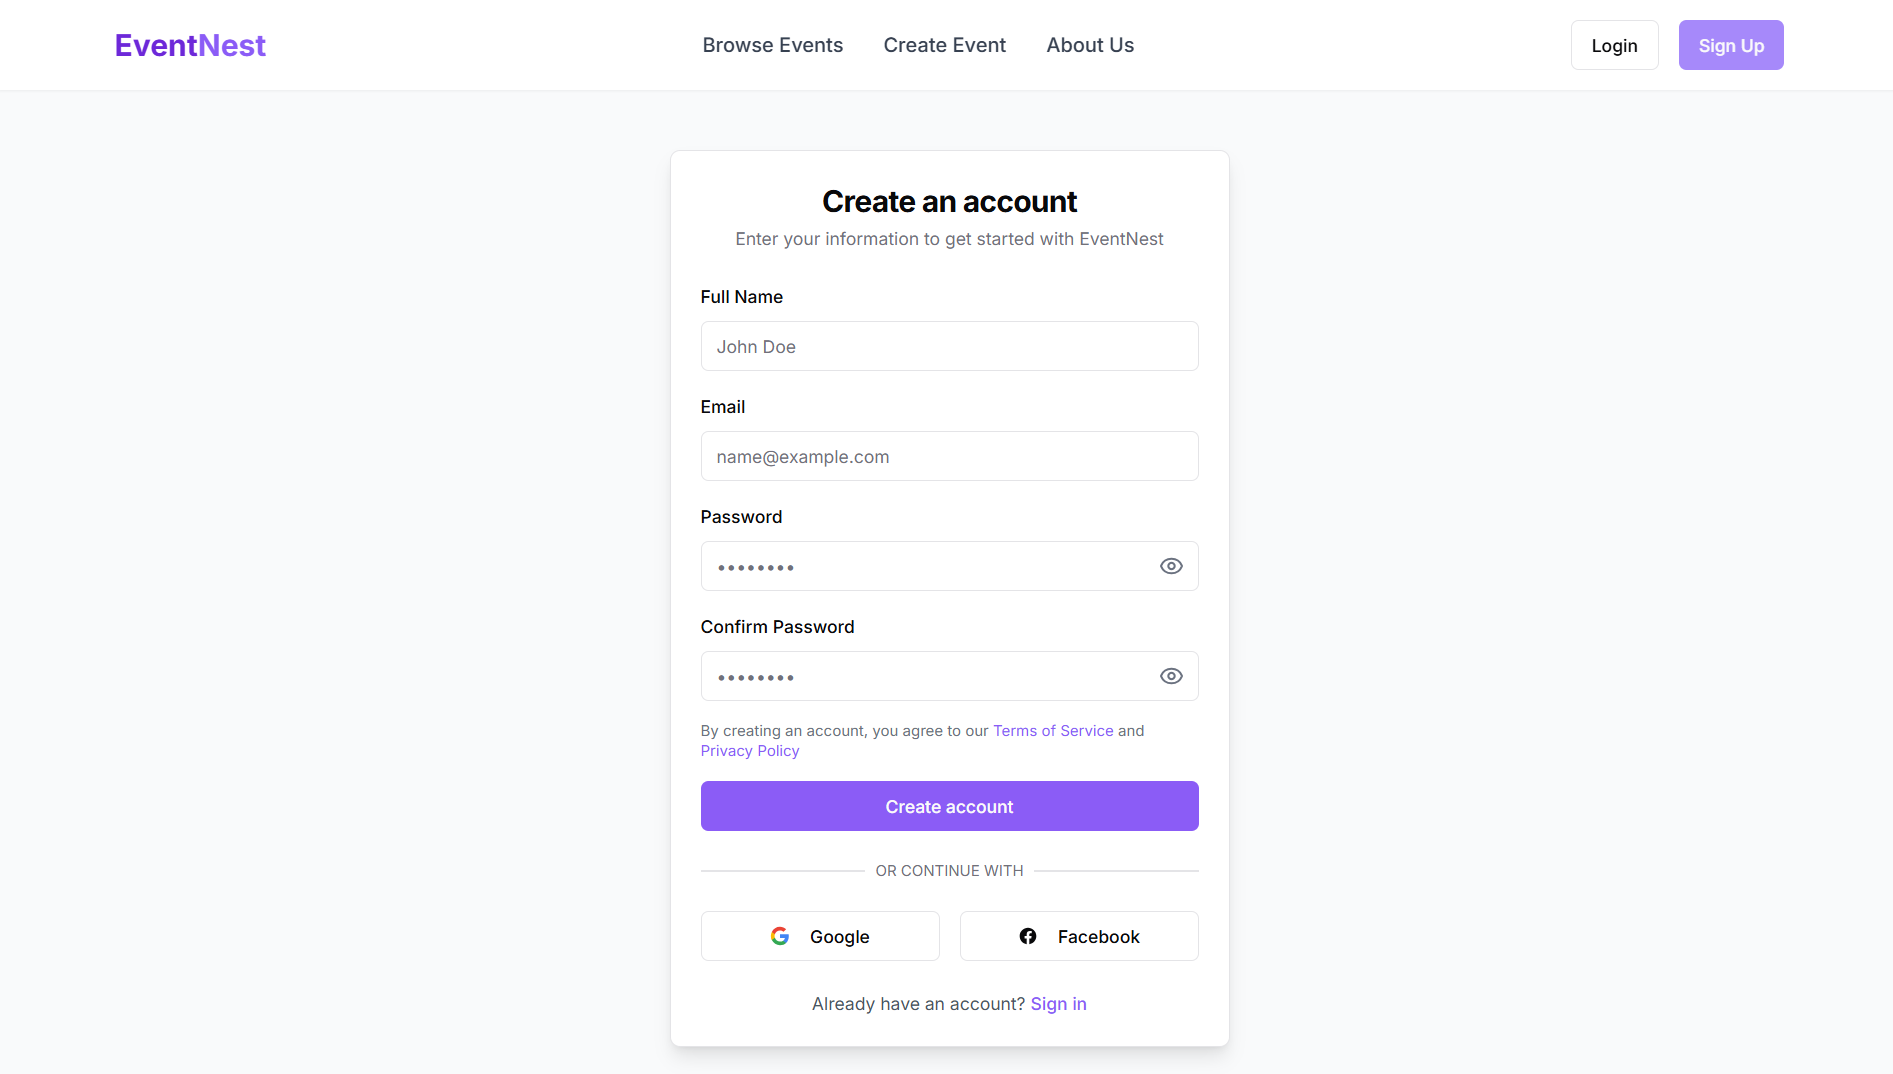 EventNest
Browse Events
Create Event
About Us
Login
Sign Up
Create an account
Enter your information to get started with EventNest
Full Name
John Doe
Email
name@example.com
Password
••••••••
Confirm Password
••••••••
By creating an account, you agree to our Terms of Service and
Privacy Policy
Create account
OR CONTINUE WITH
Google
Facebook
Already have an account? Sign in